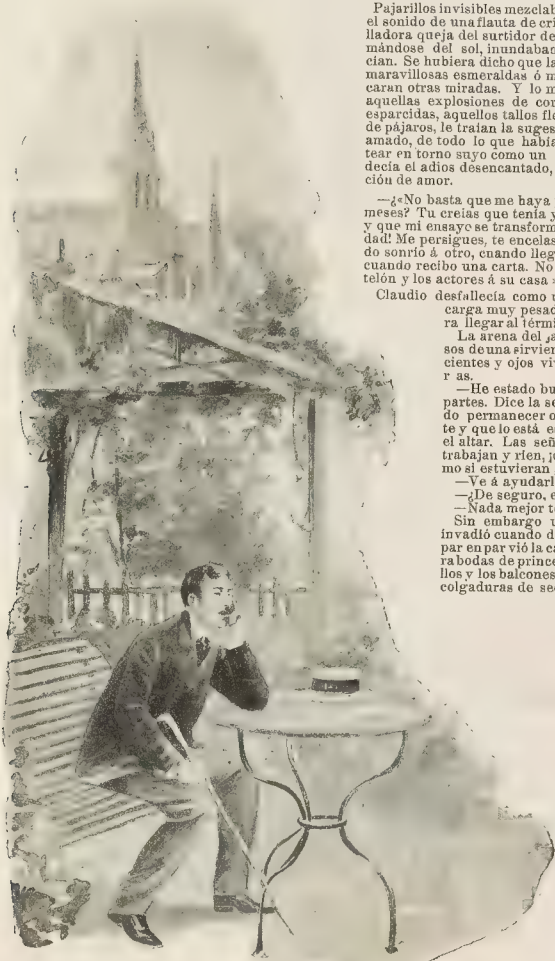 Pajarillos invisibles mezclab
el sonido de una flauta de cri
lladora queja del surtidor de
mándose del sol, inundabac
cian. Se hubiera dicho que la
maravillosas esmeraldas ó m
caran otras miradas. Y lo m
aquellas explosiones de cor
esparcidas, aquellos tallos flo
de pájaros, le traían la suges
amado, de todo lo que había
tear en torno suyo como un
decía el adios desencantado,
ción de amor.
—¿«No basta que me haya
meses? Tu creias que tenía y
y que mi ensayo se transform
dad! Me persigues, te encelas
do sonrio á otro, cuando lleg
cuando recibo una carta. No
telón y los actores á su casa»
Claudio desfallecía como u
carga muy pesad
ra llegar al térmi
La arena del ja
sos de una sirvien
cientes y ojos viv
r as.
—He estado bu
partes. Dice la se
do permanecer o
te y que lo está e
el altar. Las señ
trabajan y rien, ¡c
mo si estuvieran
—Ve á ayudarl
—¿De seguro, e
—Nada mejor t
Sin embargo u
invadió cuando d
par en par vió la ca
ra bodas de prince
llos y los balcones
colgaduras de sed